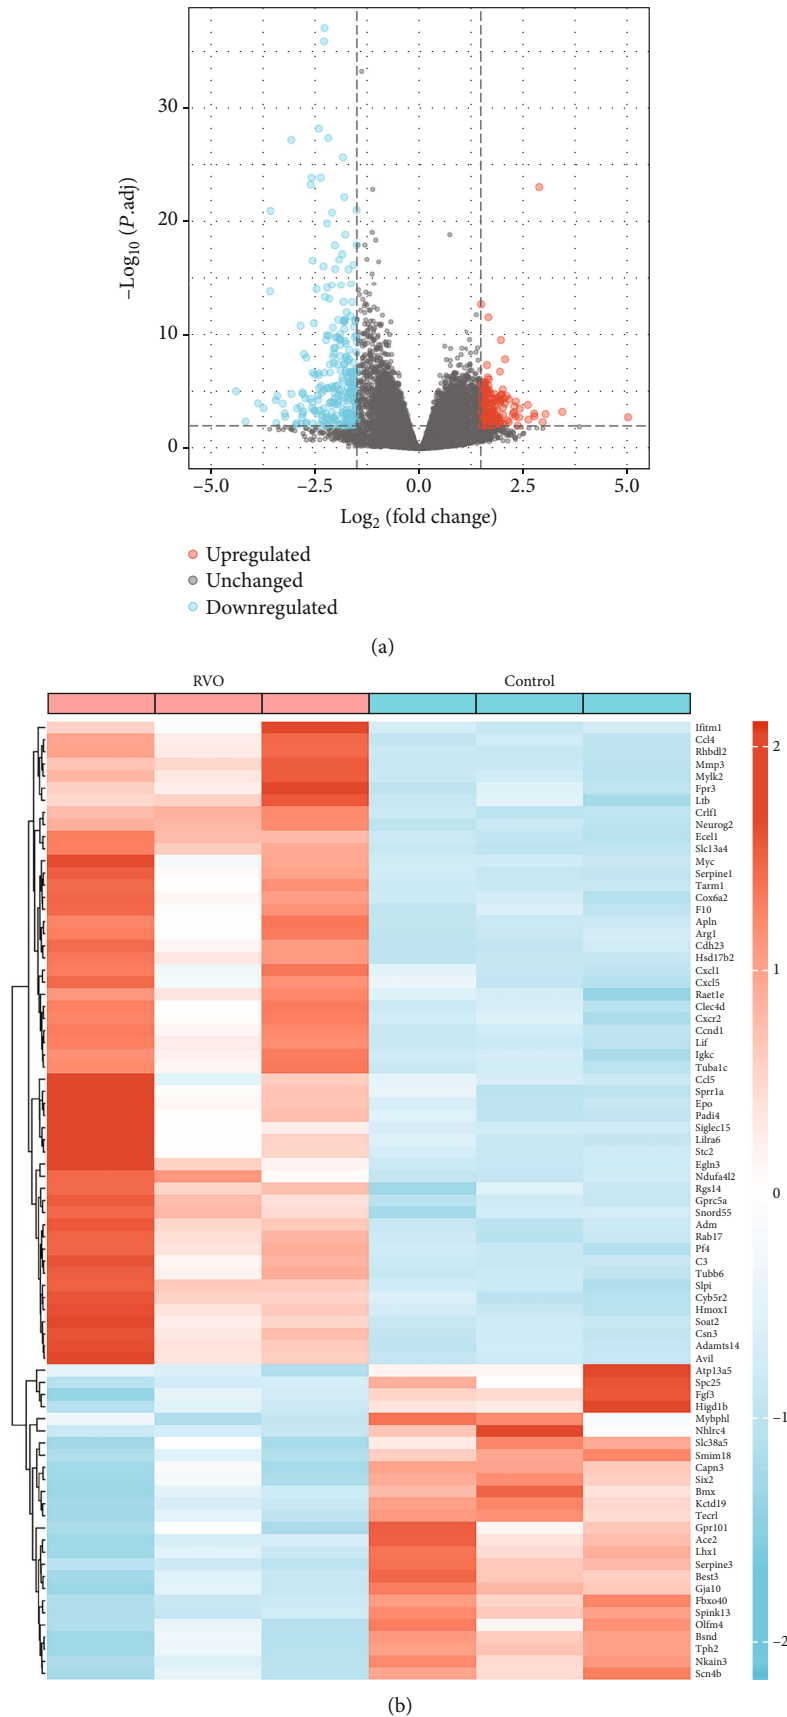 30
20
10
0
−Log10 (P.adj)
−5.0 −2.5 0.0 2.5 5.0
Log2 (fold change)
Upregulated
Unchanged
Downregulated
(a)
RVO Control
Ifitm1
Ccl4
Rhbdl2
Mmp3
Mylk2
Fpr3
Ltb
Crlf1
Neurog2
Ecel1
Slc13a4
Myc
Serpine1
Tarm1
Cox6a2
F10
Apln
Arg1
Cdh23
Hsd17b2
Cxcl1
Cxcl5
Raet1e
Clec4d
Cxcr2
Ccnd1
Lif
Igkc
Tuba1c
Ccl5
Sprr1a
Epo
Padi4
Siglec15
Lilra6
Stc2
Egln3
Ndufa4l2
Rgs14
Gprc5a
Snord55
Adm
Rab17
Pf4
C3
Tubb6
Slpi
Cyb5r2
Hmox1
Soat2
Csn3
Adamts14
Avil
Atp13a5
Spc25
Fgf3
Higd1b
Mybphl
Nhlrc4
Slc38a5
Smim18
Capn3
Six2
Bmx
Kctd19
Tecrl
Gpr101
Ace2
Lhx1
Serpine3
Best3
Gja10
Fbxo40
Spink13
Olfm4
Bsnd
Tph2
Nkain3
Scn4b
2
1
0
−1
−2
(b)